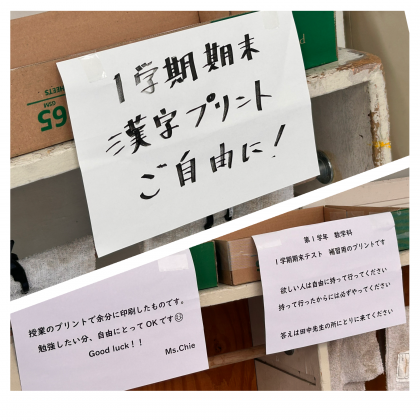 1学期期末
漢字プリント
ご自由に!
65
GSM
SHEETS
授業のプリントで余分に印刷したものです。
勉強したい分、自由にとってOKです☺
Good luck!!
Ms.Chie
第1学年 数学科
1学期期末テスト 補習用のプリントです
欲しい人は自由に持って行ってください
持って行ったからには必ずやってください
答えは田中先生の所にとりに来てください